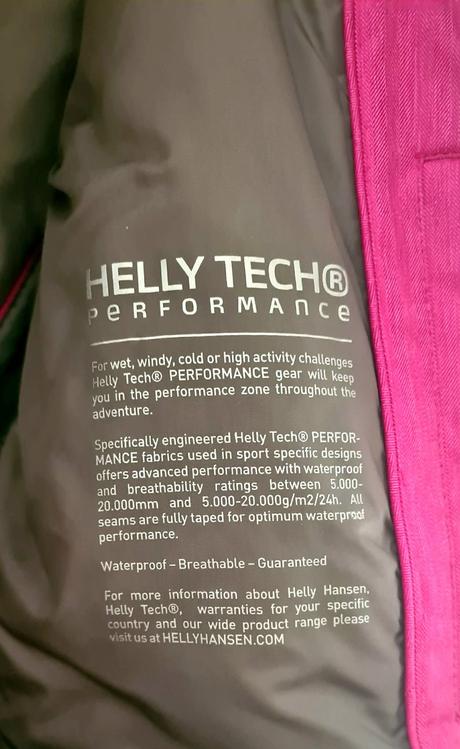 HELLY TECH®
PERFORMANCE
For wet, windy, cold or high activity challenges
Helly Tech® PERFORMANCE gear will keep
you in the performance zone throughout the
adventure.
Specifically engineered Helly Tech® PERFOR-
MANCE fabrics used in sport specific designs
offers advanced performance with waterproof
and breathability ratings between 5.000-
20.000mm and 5.000-20.000g/m2/24h. All
seams are fully taped for optimum waterproof
performance.
Waterproof – Breathable – Guaranteed
For more information about Helly Hansen,
Helly Tech®, warranties for your specific
country and our wide product range please
visit us at HELLYHANSEN.COM